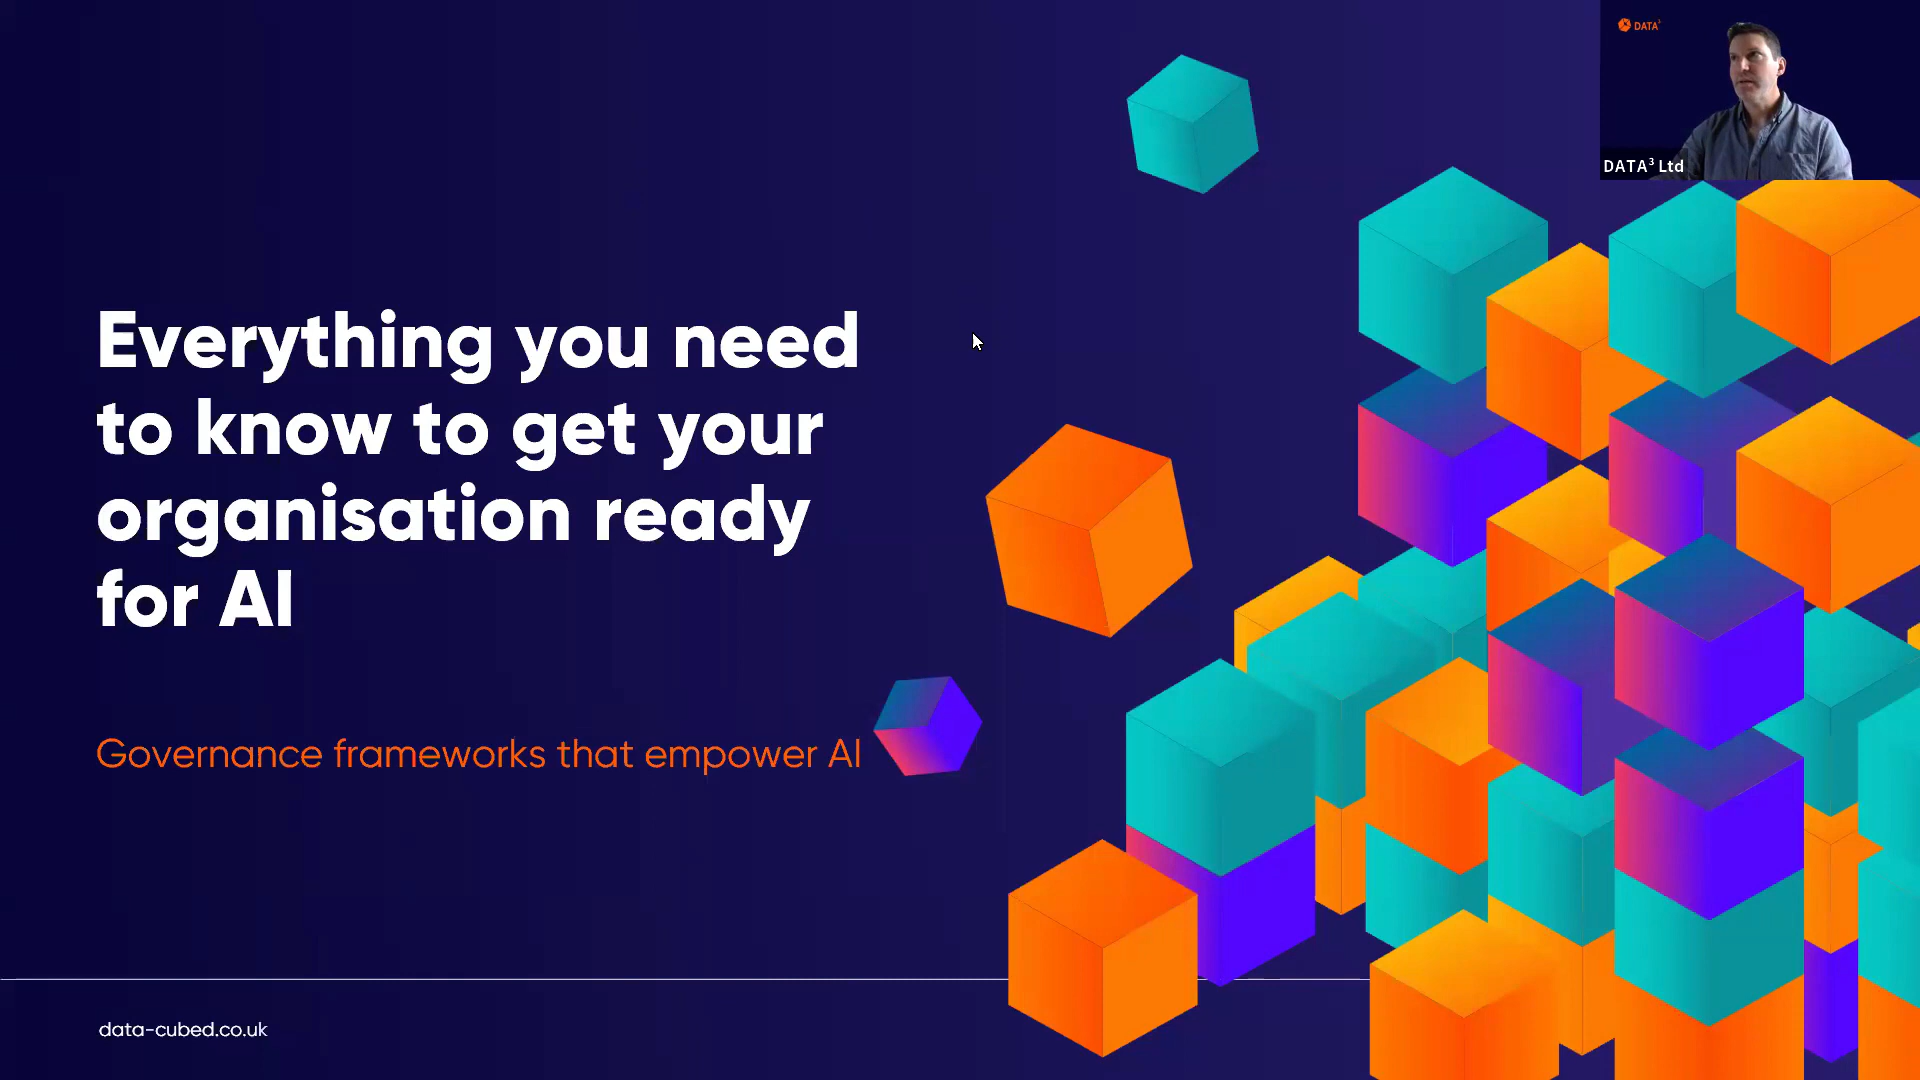 DATA³
DATA³ Ltd
Everything you need
to know to get your
organisation ready
for AI
Governance frameworks that empower AI
data-cubed.co.uk